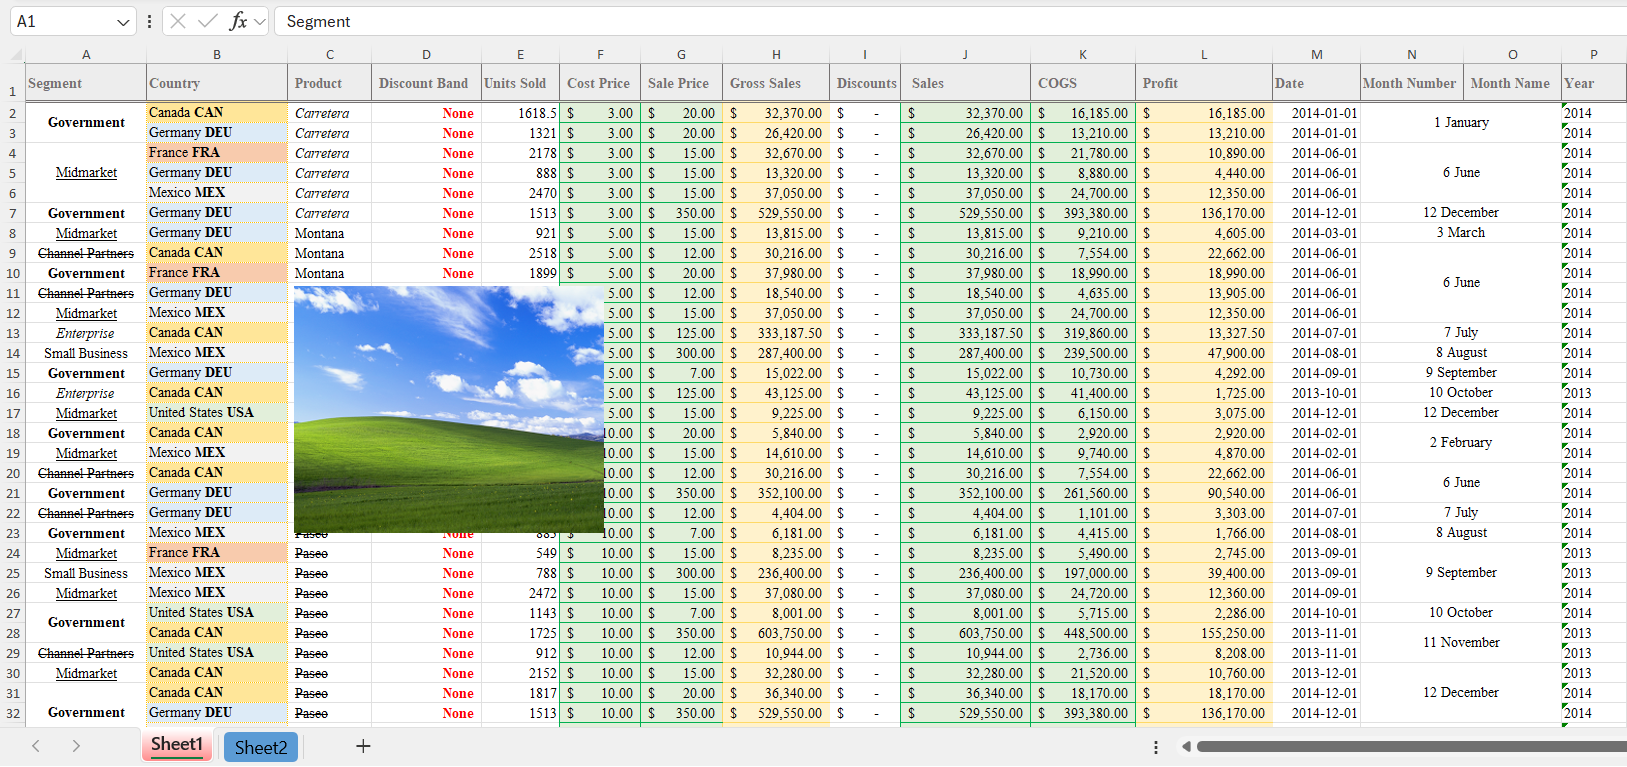 A1 fx Segment
A B C D E F G H I J K L M N O P
1 Segment Country Product Discount Band Units Sold Cost Price Sale Price Gross Sales Discounts Sales COGS Profit Date Month Number Month Name Year
2 Government Canada CAN Carretera None 1618.5 $ 3.00 $ 20.00 $ 32,370.00 $ - $ 32,370.00 $ 16,185.00 $ 16,185.00 2014-01-01 1 January 2014
3 Germany DEU Carretera None 1321 $ 3.00 $ 20.00 $ 26,420.00 $ - $ 26,420.00 $ 13,210.00 $ 13,210.00 2014-01-01 2014
4 France FRA Carretera None 2178 $ 3.00 $ 15.00 $ 32,670.00 $ - $ 32,670.00 $ 21,780.00 $ 10,890.00 2014-06-01 2014
5 Midmarket Germany DEU Carretera None 888 $ 3.00 $ 15.00 $ 13,320.00 $ - $ 13,320.00 $ 8,880.00 $ 4,440.00 2014-06-01 6 June 2014
6 Mexico MEX Carretera None 2470 $ 3.00 $ 15.00 $ 37,050.00 $ - $ 37,050.00 $ 24,700.00 $ 12,350.00 2014-06-01 2014
7 Government Germany DEU Carretera None 1513 $ 3.00 $ 350.00 $ 529,550.00 $ - $ 529,550.00 $ 393,380.00 $ 136,170.00 2014-12-01 12 December 2014
8 Midmarket Germany DEU Montana None 921 $ 5.00 $ 15.00 $ 13,815.00 $ - $ 13,815.00 $ 9,210.00 $ 4,605.00 2014-03-01 3 March 2014
9 Channel Partners Canada CAN Montana None 2518 $ 5.00 $ 12.00 $ 30,216.00 $ - $ 30,216.00 $ 7,554.00 $ 22,662.00 2014-06-01 2014
10 Government France FRA Montana None 1899 $ 5.00 $ 20.00 $ 37,980.00 $ - $ 37,980.00 $ 18,990.00 $ 18,990.00 2014-06-01 6 June 2014
11 Channel Partners Germany DEU 5.00 $ 12.00 $ 18,540.00 $ - $ 18,540.00 $ 4,635.00 $ 13,905.00 2014-06-01 2014
12 Midmarket Mexico MEX 5.00 $ 15.00 $ 37,050.00 $ - $ 37,050.00 $ 24,700.00 $ 12,350.00 2014-06-01 2014
13 Enterprise Canada CAN 5.00 $ 125.00 $ 333,187.50 $ - $ 333,187.50 $ 319,860.00 $ 13,327.50 2014-07-01 7 July 2014
14 Small Business Mexico MEX 5.00 $ 300.00 $ 287,400.00 $ - $ 287,400.00 $ 239,500.00 $ 47,900.00 2014-08-01 8 August 2014
15 Government Germany DEU 5.00 $ 7.00 $ 15,022.00 $ - $ 15,022.00 $ 10,730.00 $ 4,292.00 2014-09-01 9 September 2014
16 Enterprise Canada CAN 5.00 $ 125.00 $ 43,125.00 $ - $ 43,125.00 $ 41,400.00 $ 1,725.00 2013-10-01 10 October 2013
17 Midmarket United States USA 5.00 $ 15.00 $ 9,225.00 $ - $ 9,225.00 $ 6,150.00 $ 3,075.00 2014-12-01 12 December 2014
18 Government Canada CAN 10.00 $ 20.00 $ 5,840.00 $ - $ 5,840.00 $ 2,920.00 $ 2,920.00 2014-02-01 2 February 2014
19 Midmarket Mexico MEX 10.00 $ 15.00 $ 14,610.00 $ - $ 14,610.00 $ 9,740.00 $ 4,870.00 2014-02-01 2014
20 Channel Partners Canada CAN 10.00 $ 12.00 $ 30,216.00 $ - $ 30,216.00 $ 7,554.00 $ 22,662.00 2014-06-01 6 June 2014
21 Government Germany DEU 10.00 $ 350.00 $ 352,100.00 $ - $ 352,100.00 $ 261,560.00 $ 90,540.00 2014-06-01 2014
22 Channel Partners Germany DEU 10.00 $ 12.00 $ 4,404.00 $ - $ 4,404.00 $ 1,101.00 $ 3,303.00 2014-07-01 7 July 2014
23 Government Mexico MEX Paseo None 883 $ 10.00 $ 7.00 $ 6,181.00 $ - $ 6,181.00 $ 4,415.00 $ 1,766.00 2014-08-01 8 August 2014
24 Midmarket France FRA Paseo None 549 $ 10.00 $ 15.00 $ 8,235.00 $ - $ 8,235.00 $ 5,490.00 $ 2,745.00 2013-09-01 2013
25 Small Business Mexico MEX Paseo None 788 $ 10.00 $ 300.00 $ 236,400.00 $ - $ 236,400.00 $ 197,000.00 $ 39,400.00 2013-09-01 9 September 2013
26 Midmarket Mexico MEX Paseo None 2472 $ 10.00 $ 15.00 $ 37,080.00 $ - $ 37,080.00 $ 24,720.00 $ 12,360.00 2014-09-01 2014
27 Government United States USA Paseo None 1143 $ 10.00 $ 7.00 $ 8,001.00 $ - $ 8,001.00 $ 5,715.00 $ 2,286.00 2014-10-01 10 October 2014
28 Canada CAN Paseo None 1725 $ 10.00 $ 350.00 $ 603,750.00 $ - $ 603,750.00 $ 448,500.00 $ 155,250.00 2013-11-01 11 November 2013
29 Channel Partners United States USA Paseo None 912 $ 10.00 $ 12.00 $ 10,944.00 $ - $ 10,944.00 $ 2,736.00 $ 8,208.00 2013-11-01 2013
30 Midmarket Canada CAN Paseo None 2152 $ 10.00 $ 15.00 $ 32,280.00 $ - $ 32,280.00 $ 21,520.00 $ 10,760.00 2013-12-01 2013
31 Canada CAN Paseo None 1817 $ 10.00 $ 20.00 $ 36,340.00 $ - $ 36,340.00 $ 18,170.00 $ 18,170.00 2014-12-01 12 December 2014
32 Government Germany DEU Paseo None 1513 $ 10.00 $ 350.00 $ 529,550.00 $ - $ 529,550.00 $ 393,380.00 $ 136,170.00 2014-12-01 2014
Sheet1 Sheet2